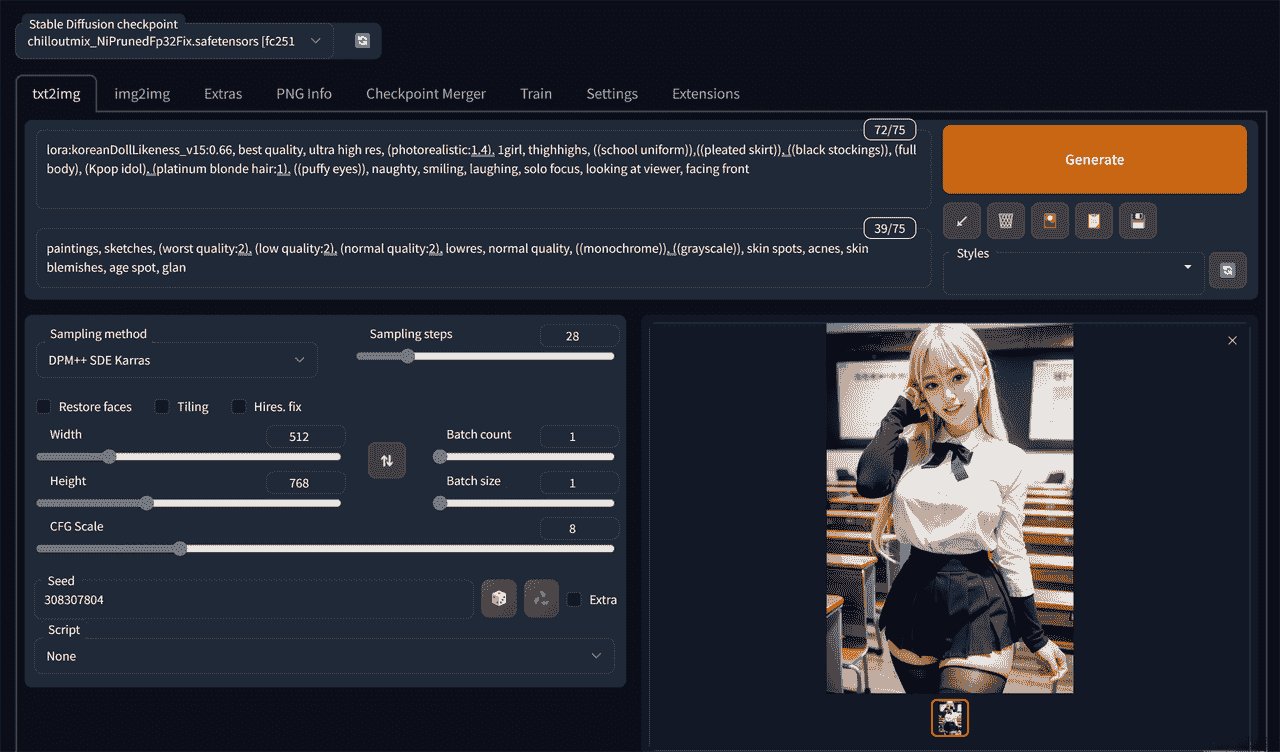 Stable Diffusion checkpoint
chilloutmix_NiPrunedFp32Fix.safetensors [fc251
txt2img
img2img
Extras
PNG Info
Checkpoint Merger
Train
Settings
Extensions
72/75
lora:koreanDollLikeness_v15:0.66, best quality, ultra high res, (photorealistic:1.4), 1girl, thighhighs, ((school uniform)),((pleated skirt)), ((black stockings)), (full
body), (Kpop idol), (platinum blonde hair:1), ((puffy eyes)), naughty, smiling, laughing, solo focus, looking at viewer, facing front
Generate
39/75
paintings, sketches, (worst quality:2), (low quality:2), (normal quality:2), lowres, normal quality, ((monochrome)), ((grayscale)), skin spots, acnes, skin
blemishes, age spot, glan
Styles
Sampling method
DPM++ SDE Karras
Sampling steps
28
Restore faces
Tiling
Hires. fix
Width
512
Batch count
1
Height
768
Batch size
1
CFG Scale
8
Seed
308307804
Extra
Script
None